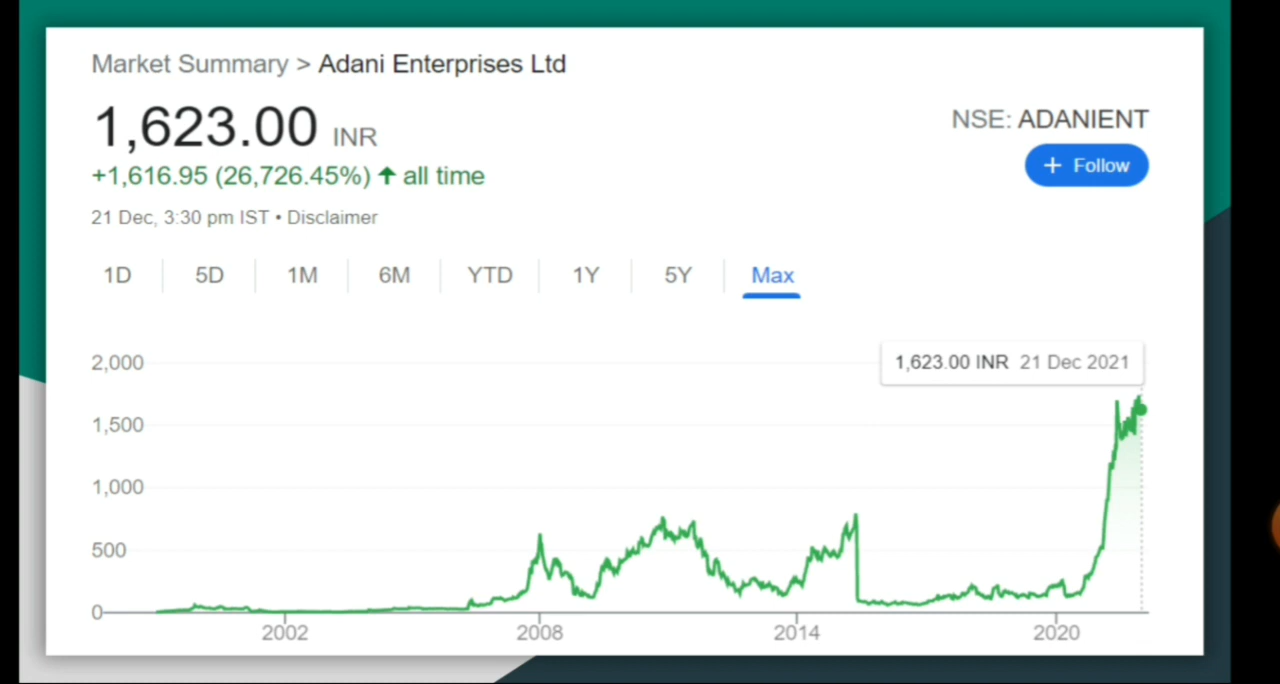 Market Summary > Adani Enterprises Ltd
1,623.00 INR
NSE: ADANIENT
+1,616.95 (26,726.45%) ↑ all time
+ Follow
21 Dec, 3:30 pm IST • Disclaimer
1D 5D 1M 6M YTD 1Y 5Y Max
1,623.00 INR 21 Dec 2021
2,000
1,500
1,000
500
0
2002 2008 2014 2020